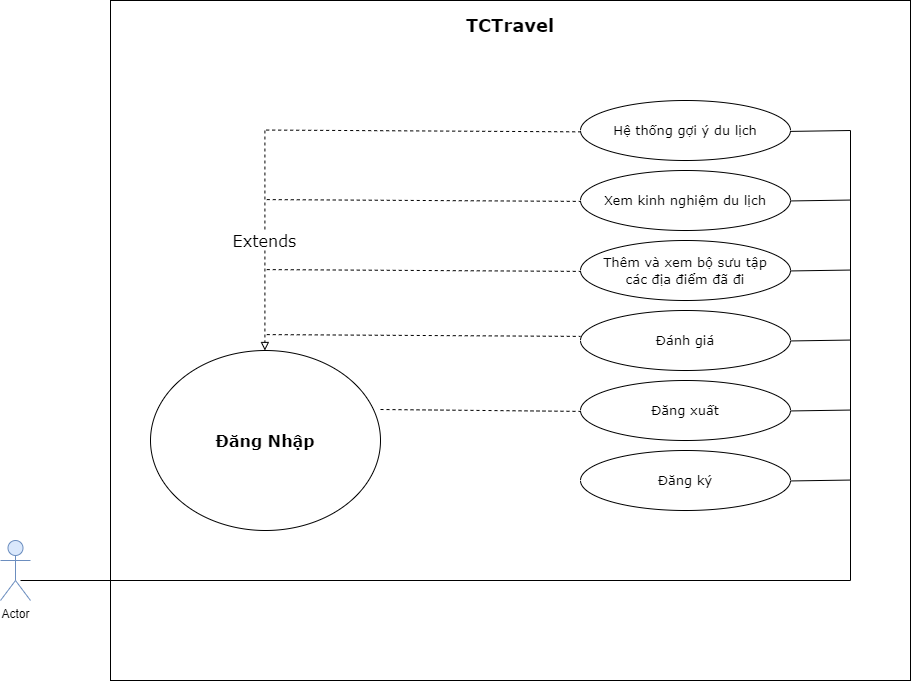 TCTravel
Hệ thống gợi ý du lịch
Xem kinh nghiệm du lịch
Extends
Thêm và xem bộ sưu tập
các địa điểm đã đi
Đánh giá
Đăng xuất
Đăng Nhập
Đăng ký
Actor